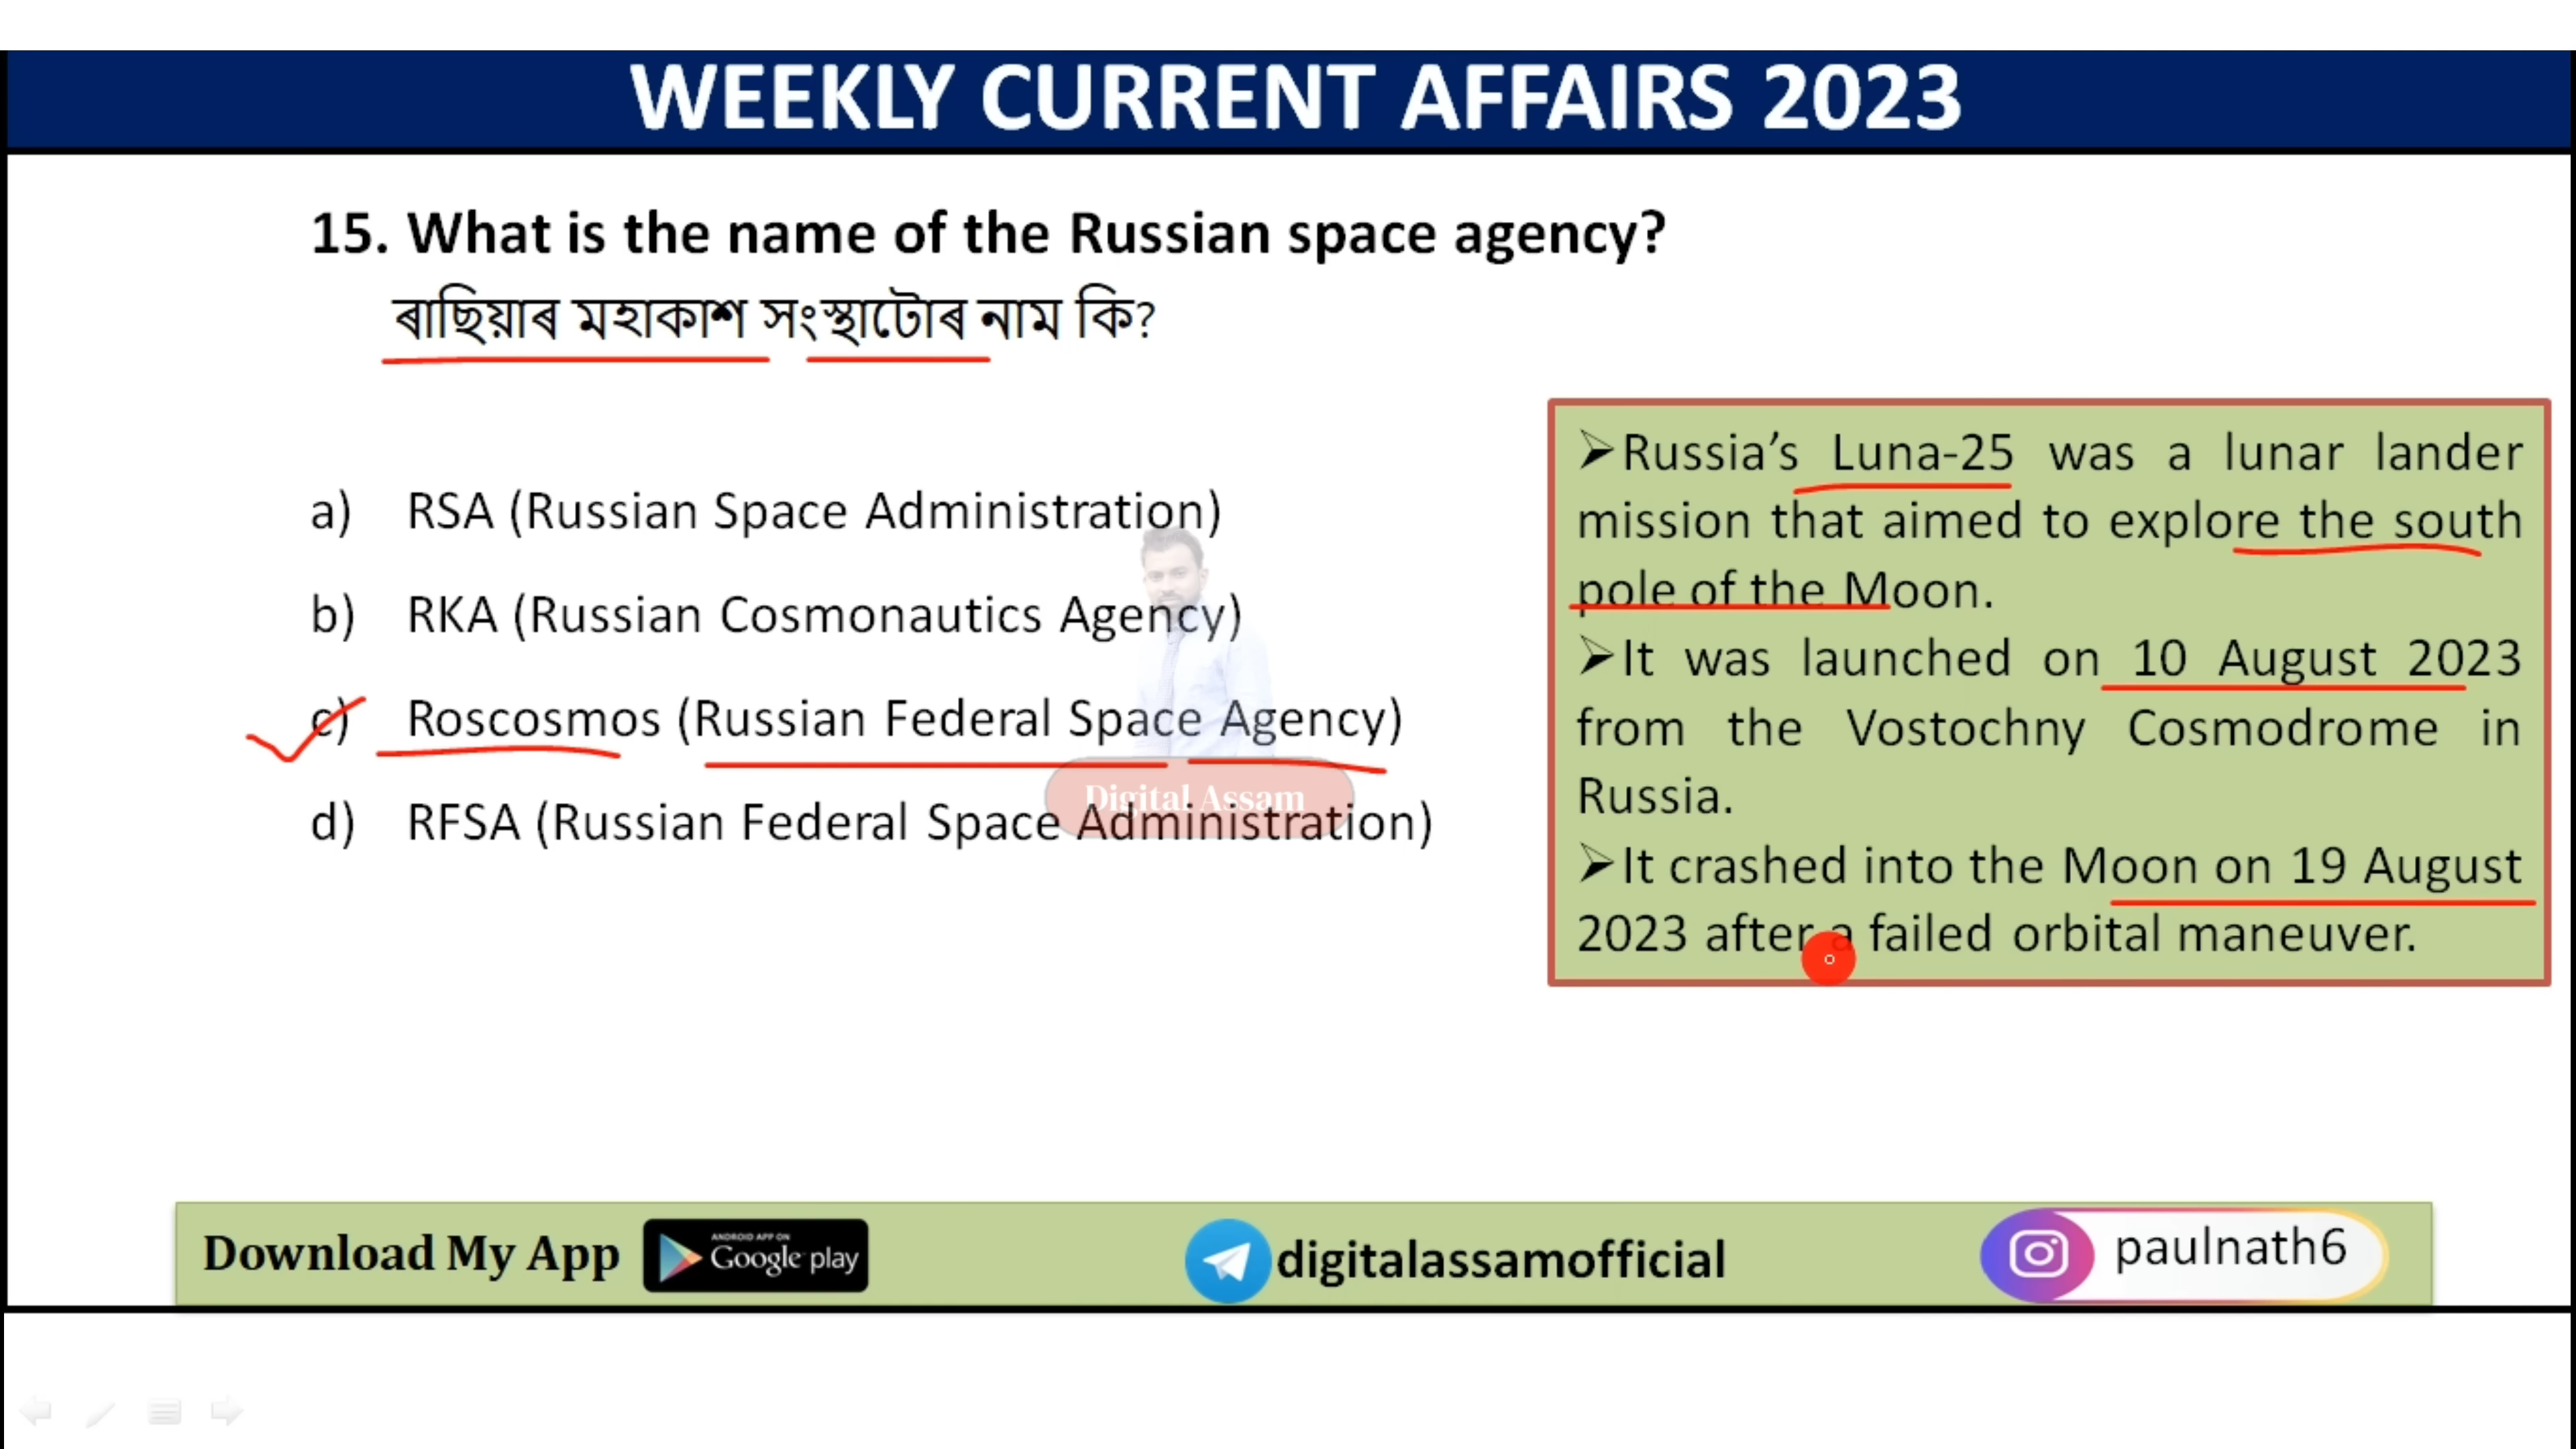 WEEKLY CURRENT AFFAIRS 2023
15. What is the name of the Russian space agency?
ৰাছিয়াৰ মহাকাশ সংস্থাটোৰ নাম কি?
a) RSA (Russian Space Administration)
b) RKA (Russian Cosmonautics Agency)
c) Roscosmos (Russian Federal Space Agency)
Digital Assam
d) RFSA (Russian Federal Space Administration)
➢Russia’s Luna-25 was a lunar lander
mission that aimed to explore the south
pole of the Moon.
➢It was launched on 10 August 2023
from the Vostochny Cosmodrome in
Russia.
➢It crashed into the Moon on 19 August
2023 after a failed orbital maneuver.
Download My App
ANDROID APP ON
Google play
digitalassamofficial
paulnath6